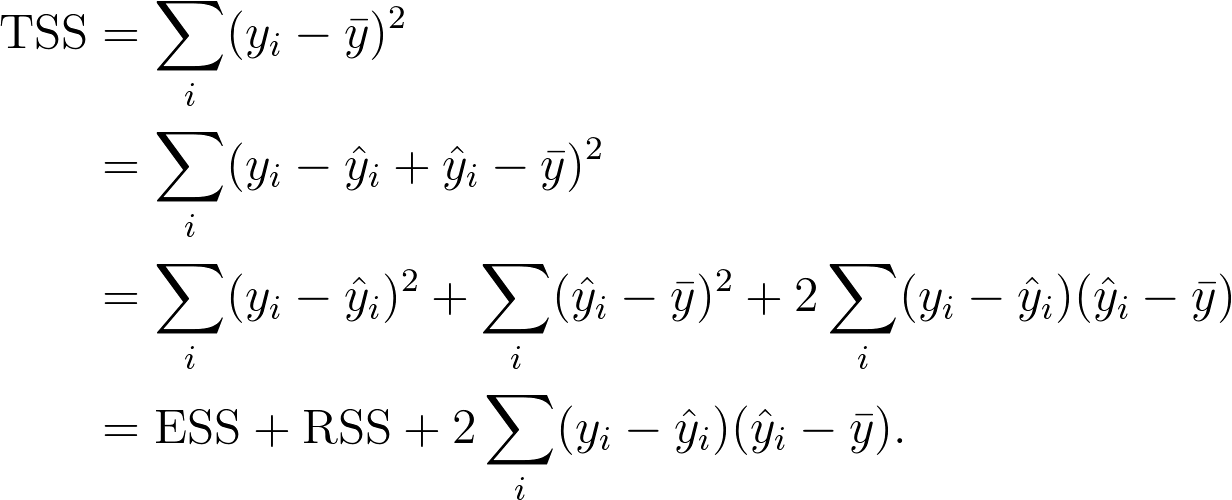 TSS = ∑_i (y_i − ȳ)²
= ∑_i (y_i − ŷ_i + ŷ_i − ȳ)²
= ∑_i (y_i − ŷ_i)² + ∑_i (ŷ_i − ȳ)² + 2 ∑_i (y_i − ŷ_i)(ŷ_i − ȳ)
= ESS + RSS + 2 ∑_i (y_i − ŷ_i)(ŷ_i − ȳ).